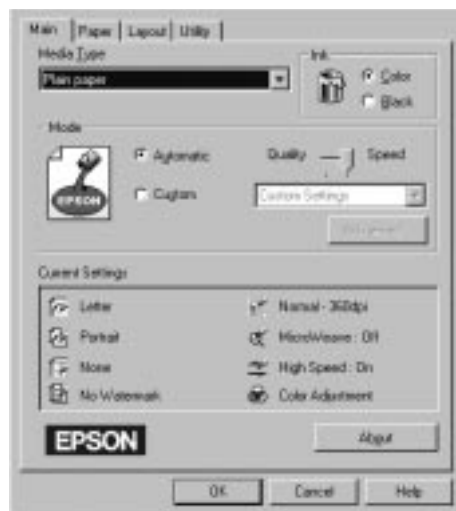 Main Paper Layout Utility
Media Type
Plain paper
Ink
Color
Black
Mode
EPSON
Automatic
Custom
Quality Speed
Custom Settings
Current Settings
Letter
Portrait
None
No Watermark
Normal - 360dpi
MicroWeave : Off
High Speed : On
Color Adjustment
EPSON
About
OK Cancel Help